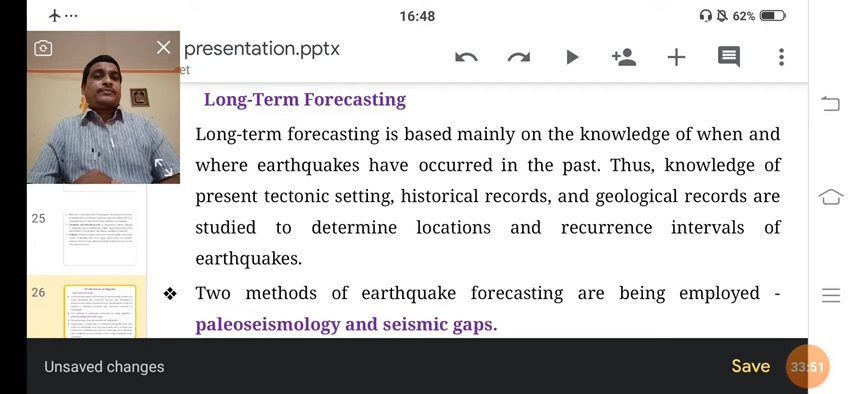 16:48
62%
presentation.pptx
et
Long-Term Forecasting
Long-term forecasting is based mainly on the knowledge of when and
where earthquakes have occurred in the past. Thus, knowledge of
present tectonic setting, historical records, and geological records are
studied to determine locations and recurrence intervals of
earthquakes.
❖ Two methods of earthquake forecasting are being employed -
paleoseismology and seismic gaps.
25
26
Unsaved changes
Save
33:51